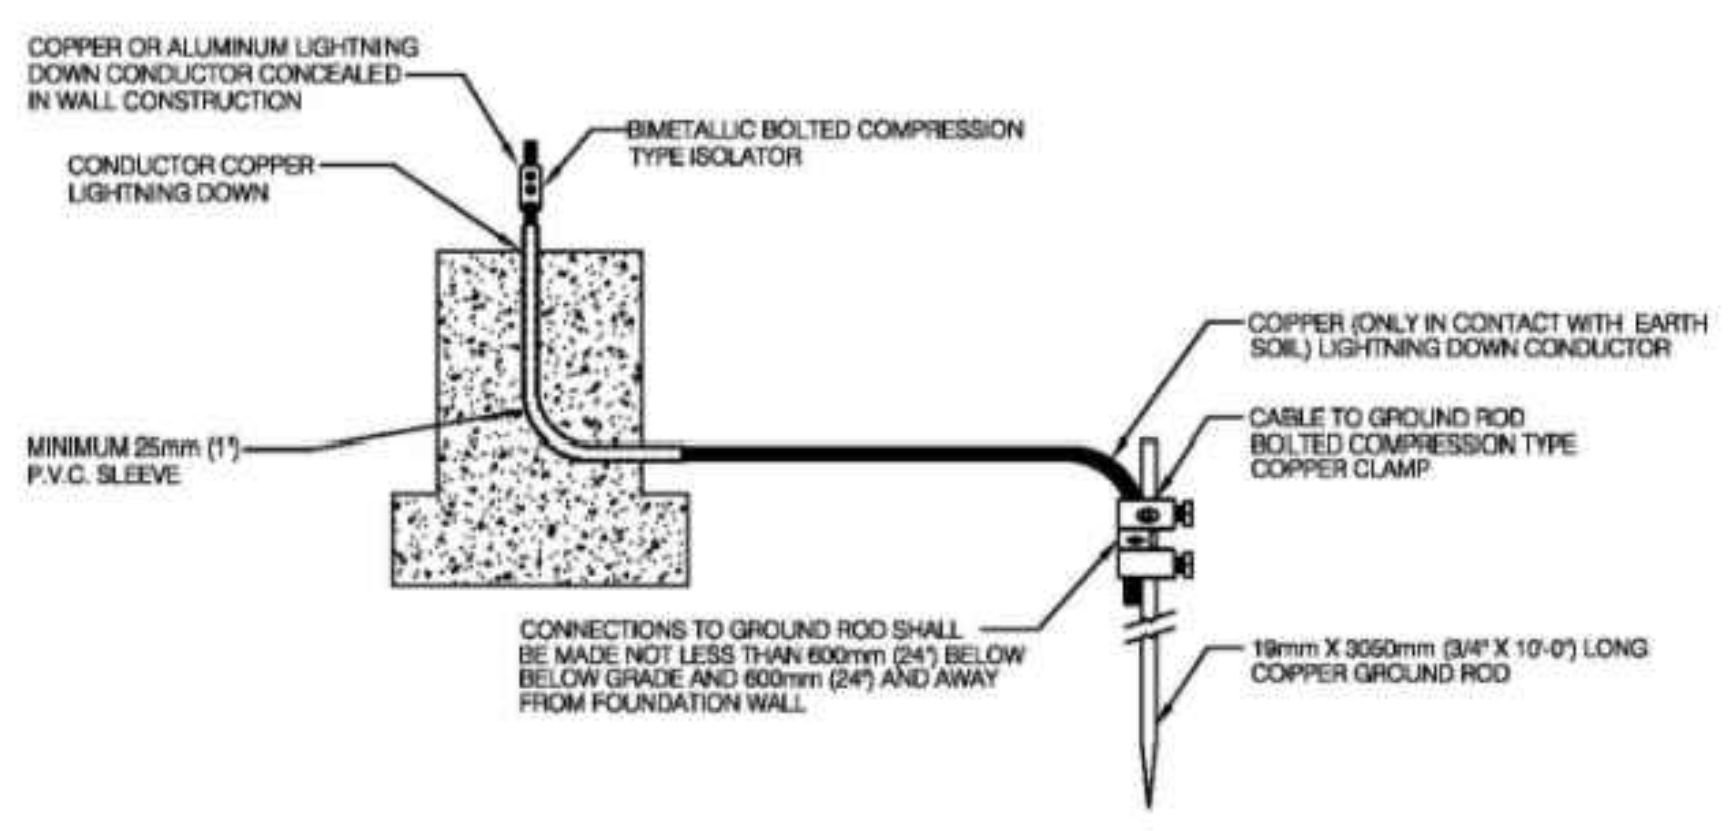 COPPER OR ALUMINUM LIGHTNING
DOWN CONDUCTOR CONCEALED
IN WALL CONSTRUCTION
BIMETALLIC BOLTED COMPRESSION
TYPE ISOLATOR
CONDUCTOR COPPER
LIGHTNING DOWN
COPPER (ONLY IN CONTACT WITH EARTH
SOIL) LIGHTNING DOWN CONDUCTOR
CABLE TO GROUND ROD
BOLTED COMPRESSION TYPE
COPPER CLAMP
MINIMUM 25mm (1")
P.V.C. SLEEVE
CONNECTIONS TO GROUND ROD SHALL
BE MADE NOT LESS THAN 600mm (24") BELOW
BELOW GRADE AND 600mm (24") AND AWAY
FROM FOUNDATION WALL
19mm X 3050mm (3/4" X 10'-0") LONG
COPPER GROUND ROD